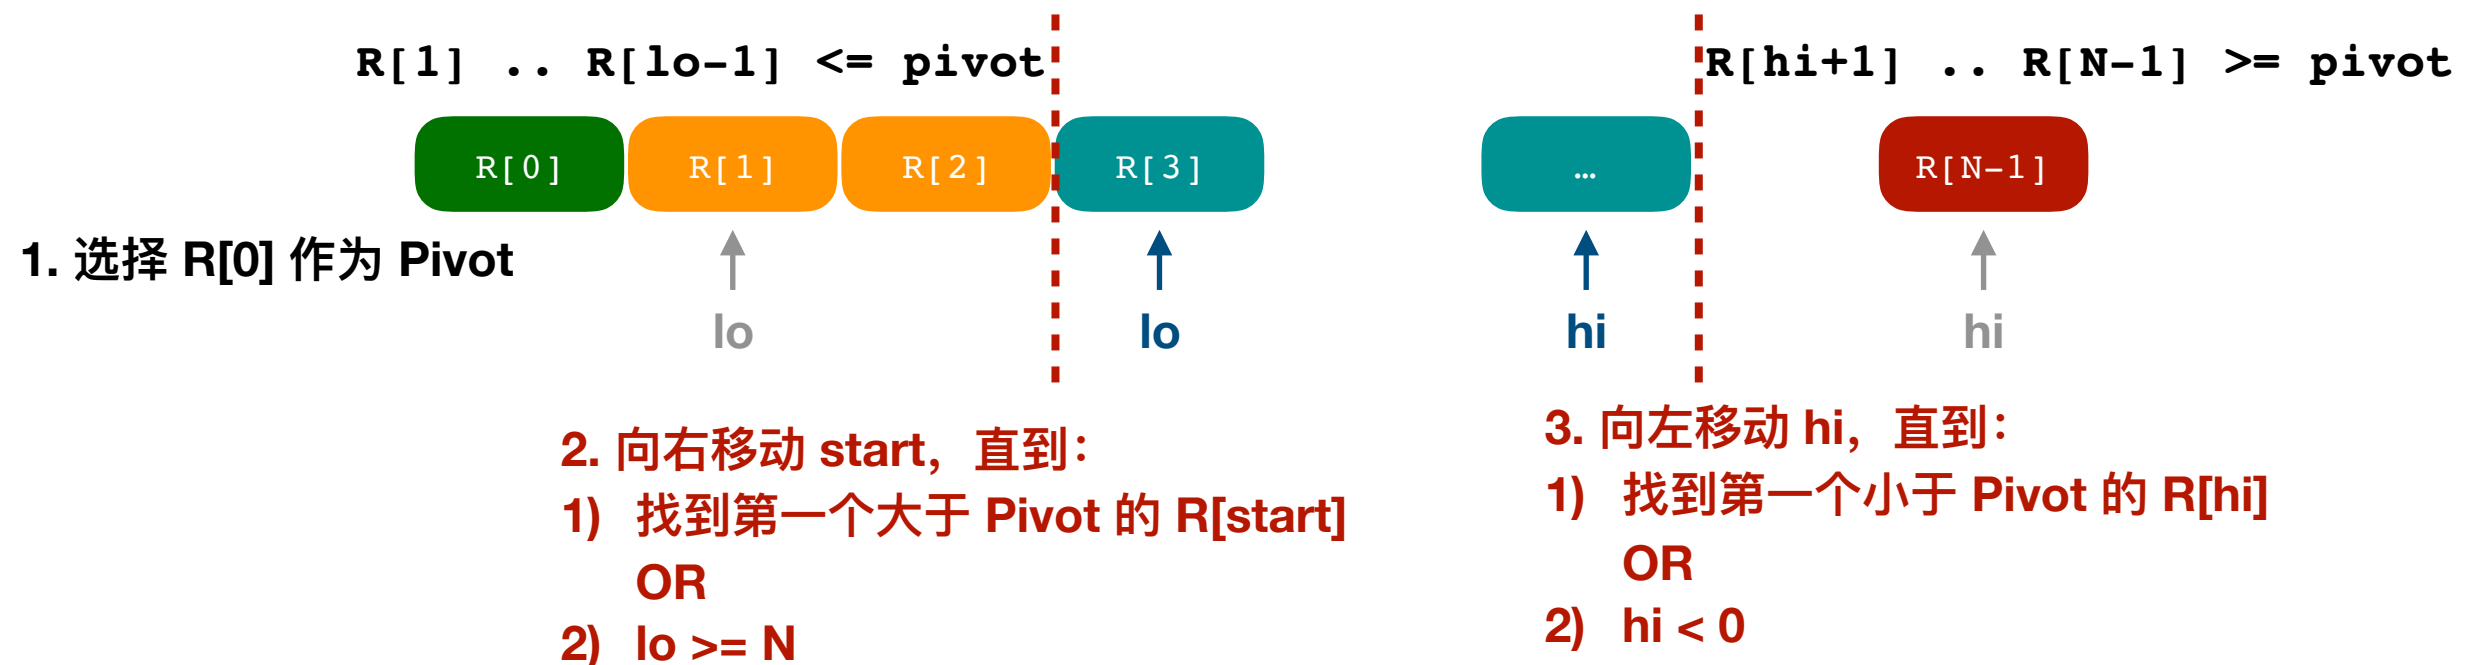 R[1] .. R[lo-1] <= pivot
R[hi+1] .. R[N-1] >= pivot
R[0]
R[1]
R[2]
R[3]
…
R[N-1]
1. 选择 R[0] 作为 Pivot
lo
lo
hi
hi
2. 向右移动 start，直到：
1) 找到第一个大于 Pivot 的 R[start]
OR
2) lo >= N
3. 向左移动 hi，直到：
1) 找到第一个小于 Pivot 的 R[hi]
OR
2) hi < 0